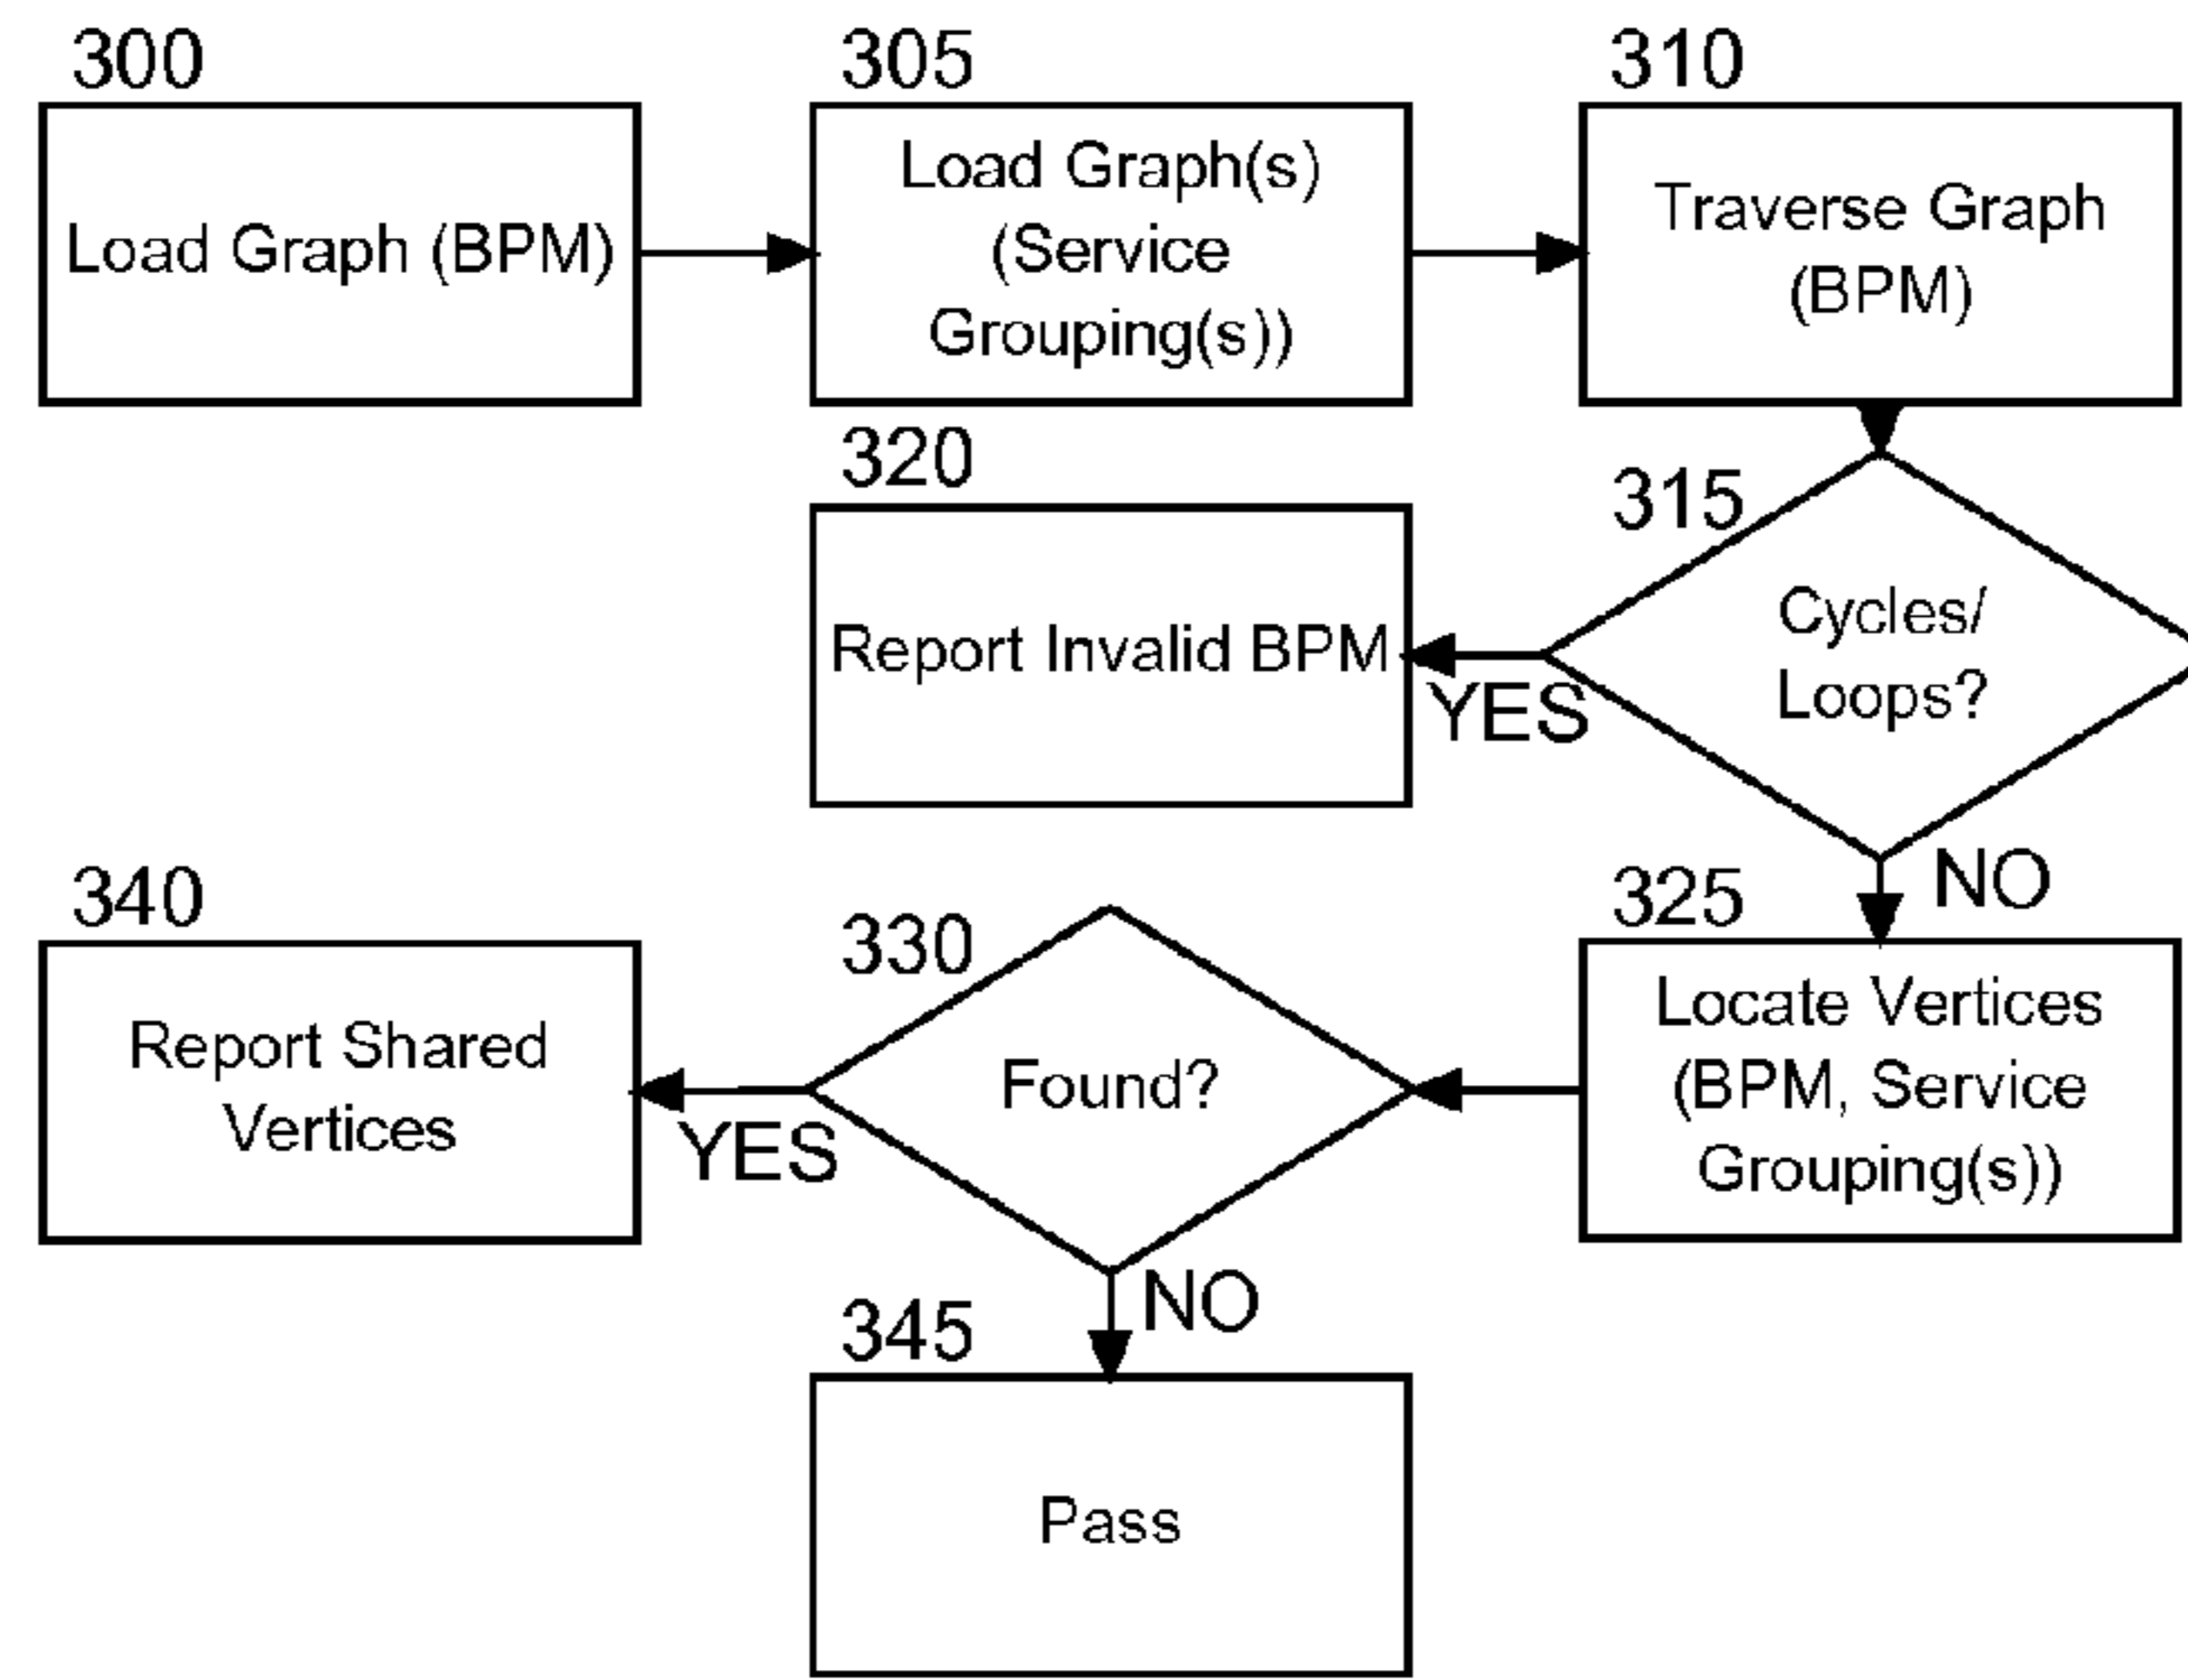 300
Load Graph (BPM)
305
Load Graph(s)
(Service
Grouping(s))
310
Traverse Graph
(BPM)
315
Cycles/
Loops?
YES
NO
320
Report Invalid BPM
325
Locate Vertices
(BPM, Service
Grouping(s))
330
Found?
YES
NO
340
Report Shared
Vertices
345
Pass